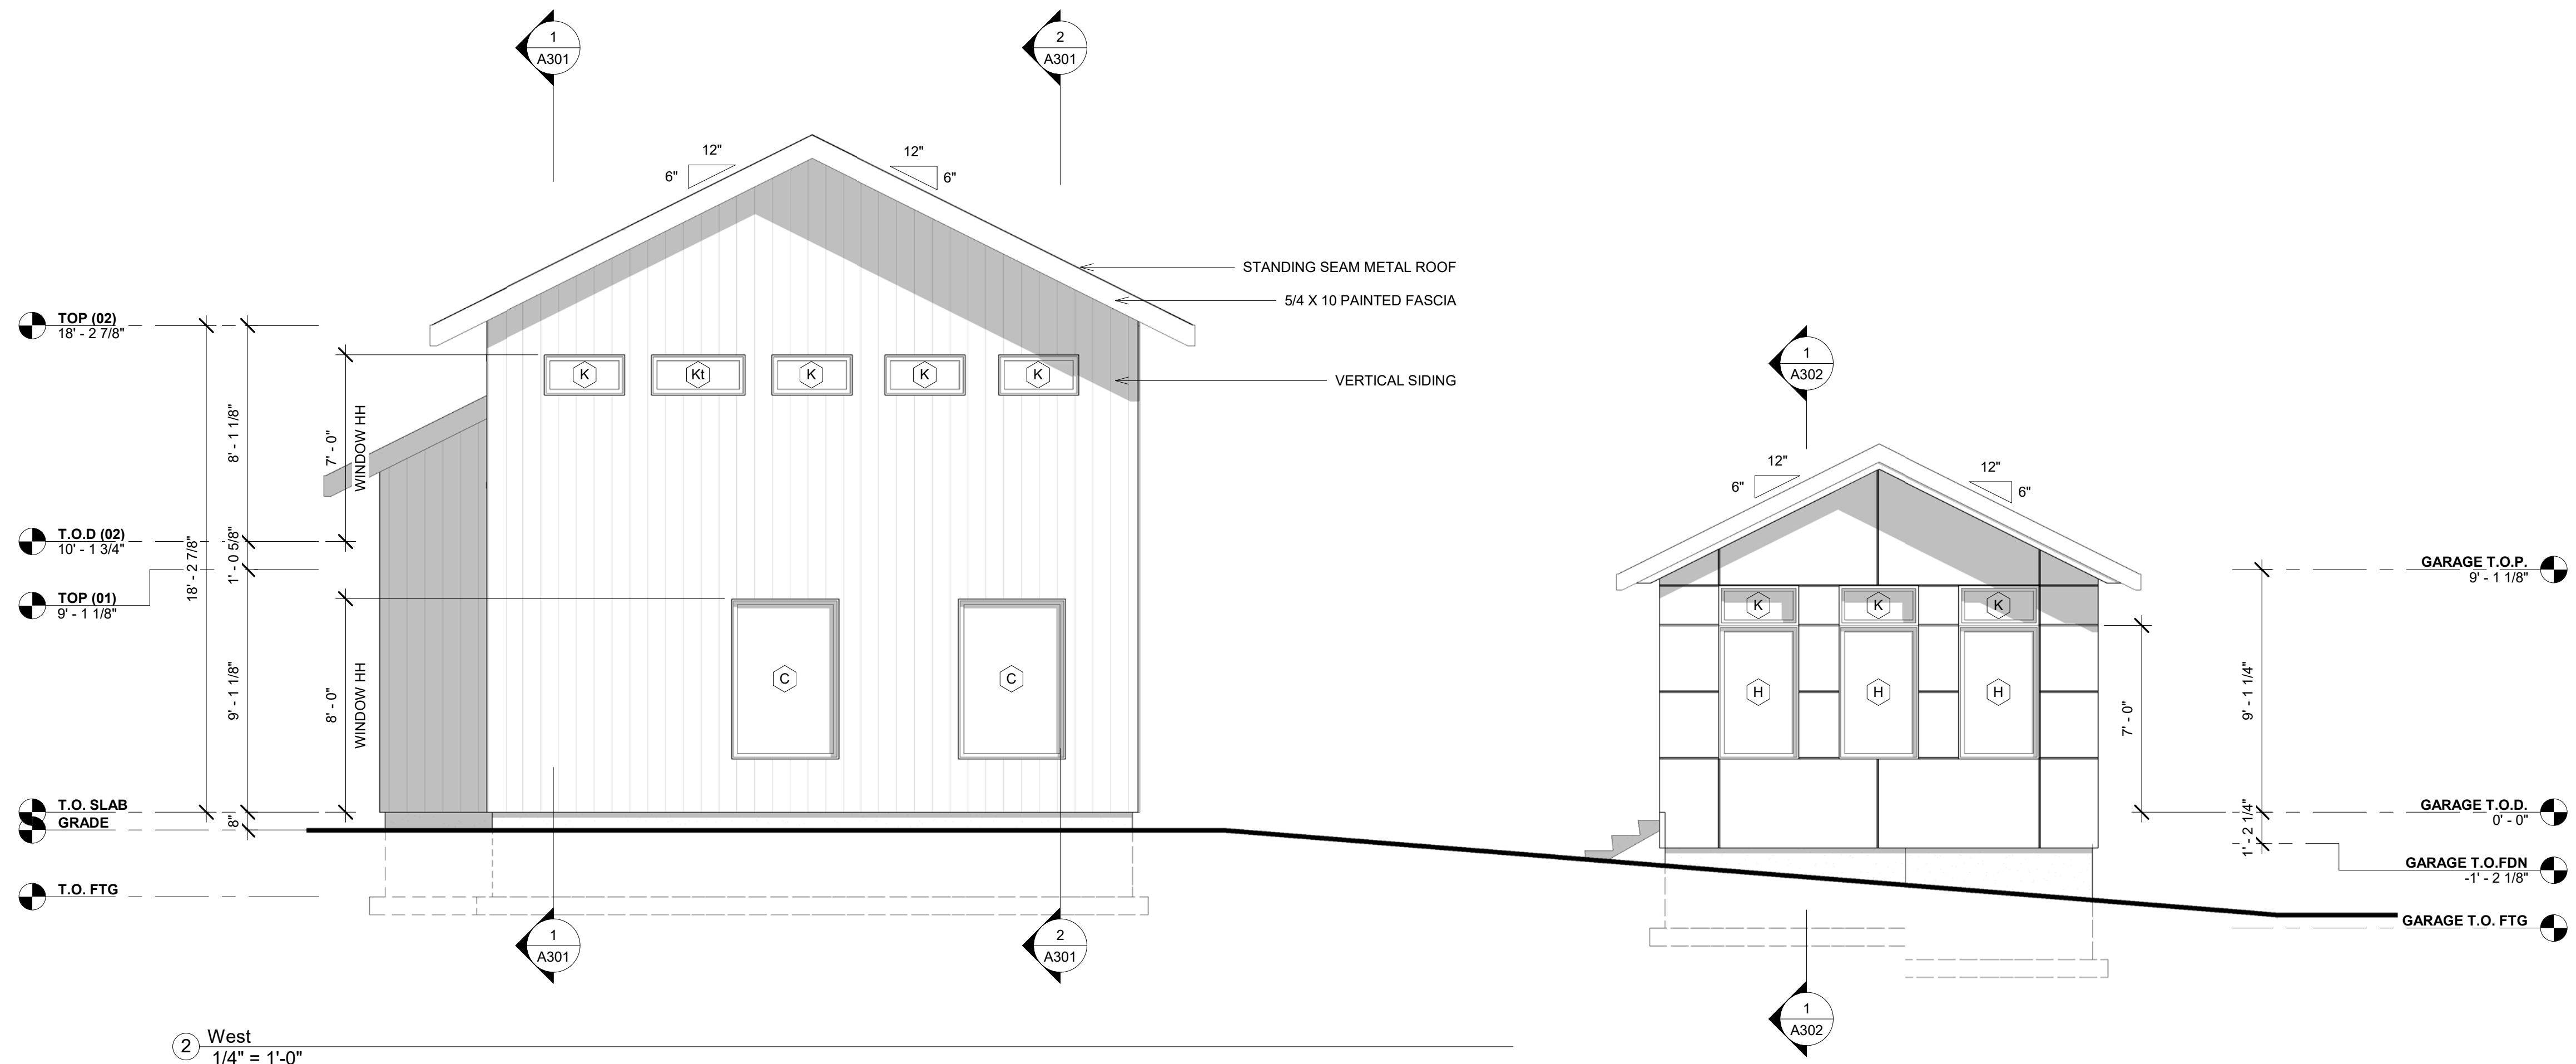 1
A301
2
A301
12"
6"
12"
6"
STANDING SEAM METAL ROOF
5/4 X 10 PAINTED FASCIA
VERTICAL SIDING
TOP (02)
18' - 2 7/8"
T.O.D (02)
10' - 1 3/4"
TOP (01)
9' - 1 1/8"
T.O. SLAB
GRADE
T.O. FTG
18' - 2 7/8"
8' - 1 1/8"
1' - 0 5/8"
9' - 1 1/8"
8"
7' - 0"
WINDOW HH
8' - 0"
WINDOW HH
K
Kt
K
K
K
C
C
1
A301
2
A301
1
A302
12"
6"
12"
6"
K
K
K
H
H
H
7' - 0"
9' - 1 1/4"
1' - 2 1/4"
GARAGE T.O.P.
9' - 1 1/8"
GARAGE T.O.D.
0' - 0"
GARAGE T.O.FDN
-1' - 2 1/8"
GARAGE T.O. FTG
1
A302
2
West
1/4" = 1'-0"